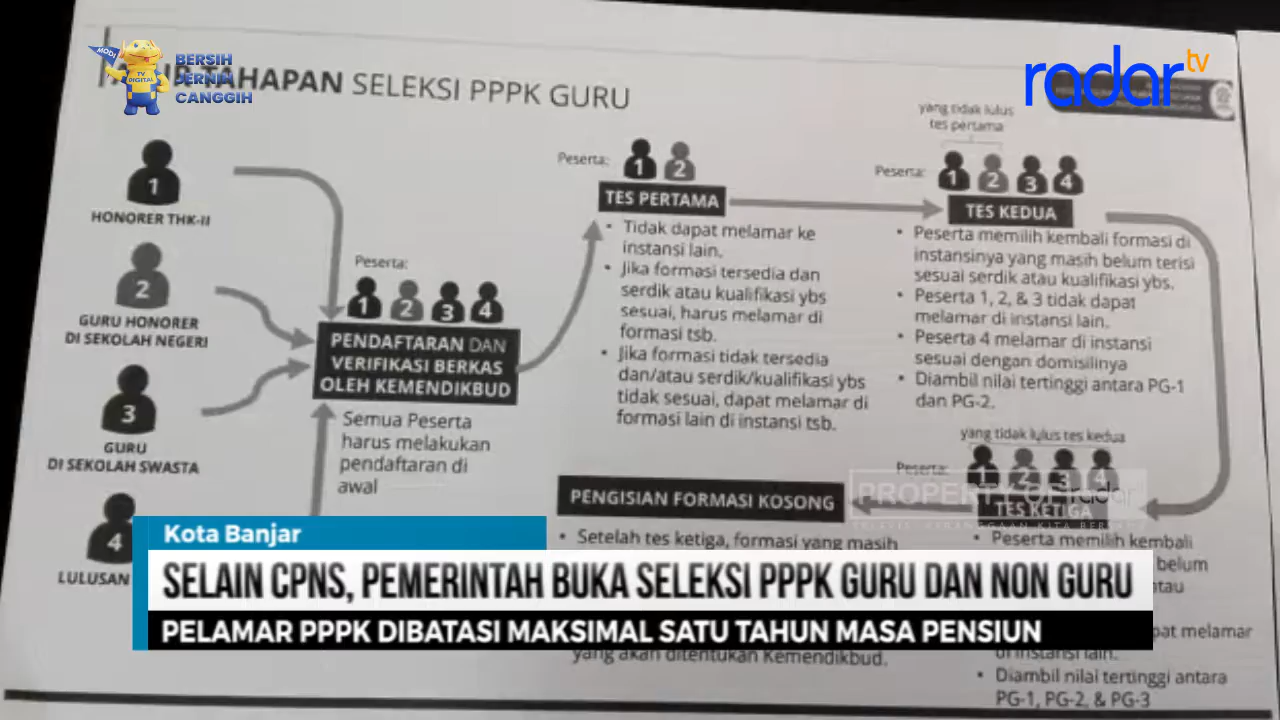 MODI
TV
DIGITAL
BERSIH
JERNIH
CANGGIH
radar tv
TAHAPAN SELEKSI PPPK GURU
1
HONORER THK-II
2
GURU HONORER
DI SEKOLAH NEGERI
3
GURU
DI SEKOLAH SWASTA
4
LULUSAN
Peserta:
1 2 3 4
PENDAFTARAN DAN
VERIFIKASI BERKAS
OLEH KEMENDIKBUD
Semua Peserta
harus melakukan
pendaftaran di
awal
Peserta:
1 2
TES PERTAMA
• Tidak dapat melamar ke
instansi lain.
• Jika formasi tersedia dan
serdik atau kualifikasi ybs
sesuai, harus melamar di
formasi tsb.
• Jika formasi tidak tersedia
dan/atau serdik/kualifikasi ybs
tidak sesuai, dapat melamar di
formasi lain di instansi tsb.
yang tidak lulus
tes pertama
Peserta:
1 2 3 4
TES KEDUA
• Peserta memilih kembali formasi di
instansinya yang masih belum terisi
sesuai serdik atau kualifikasi ybs.
• Peserta 1, 2, & 3 tidak dapat
melamar di instansi lain.
• Peserta 4 melamar di instansi
sesuai dengan domisilinya
• Diambil nilai tertinggi antara PG-1
dan PG-2.
yang tidak lulus tes kedua
Peserta:
1 2 3 4
TES KETIGA
PROPERTY OF radar
• Peserta memilih kembali
belum
atau
melamar
di instansi lain.
• Diambil nilai tertinggi antara
PG-1, PG-2, & PG-3
PENGISIAN FORMASI KOSONG
• Setelah tes ketiga, formasi yang masih
yang akan ditentukan Kemendikbud.
Kota Banjar
SELAIN CPNS, PEMERINTAH BUKA SELEKSI PPPK GURU DAN NON GURU
PELAMAR PPPK DIBATASI MAKSIMAL SATU TAHUN MASA PENSIUN